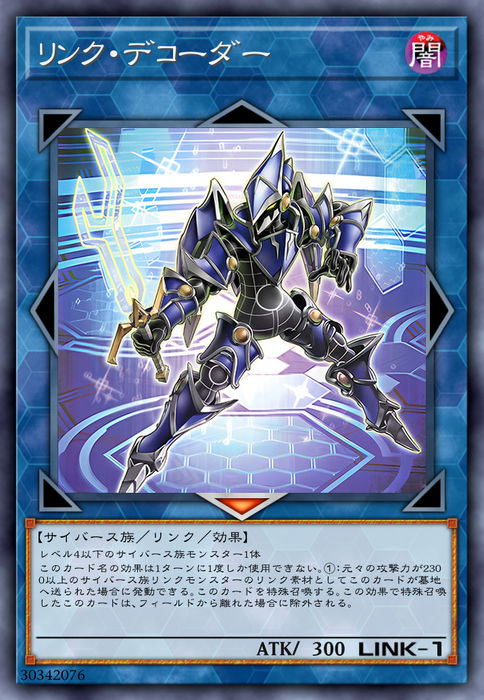 リンク・デコーダー
やみ
闇
【サイバース族／リンク／効果】
レベル4以下のサイバース族モンスター1体
このカード名の効果は1ターンに1度しか使用できない。①：元々の攻撃力が230
0以上のサイバース族リンクモンスターのリンク素材としてこのカードが墓地
へ送られた場合に発動できる。このカードを特殊召喚する。この効果で特殊召喚
したこのカードは、フィールドから離れた場合に除外される。
ATK/ 300 LINK-1
30342076